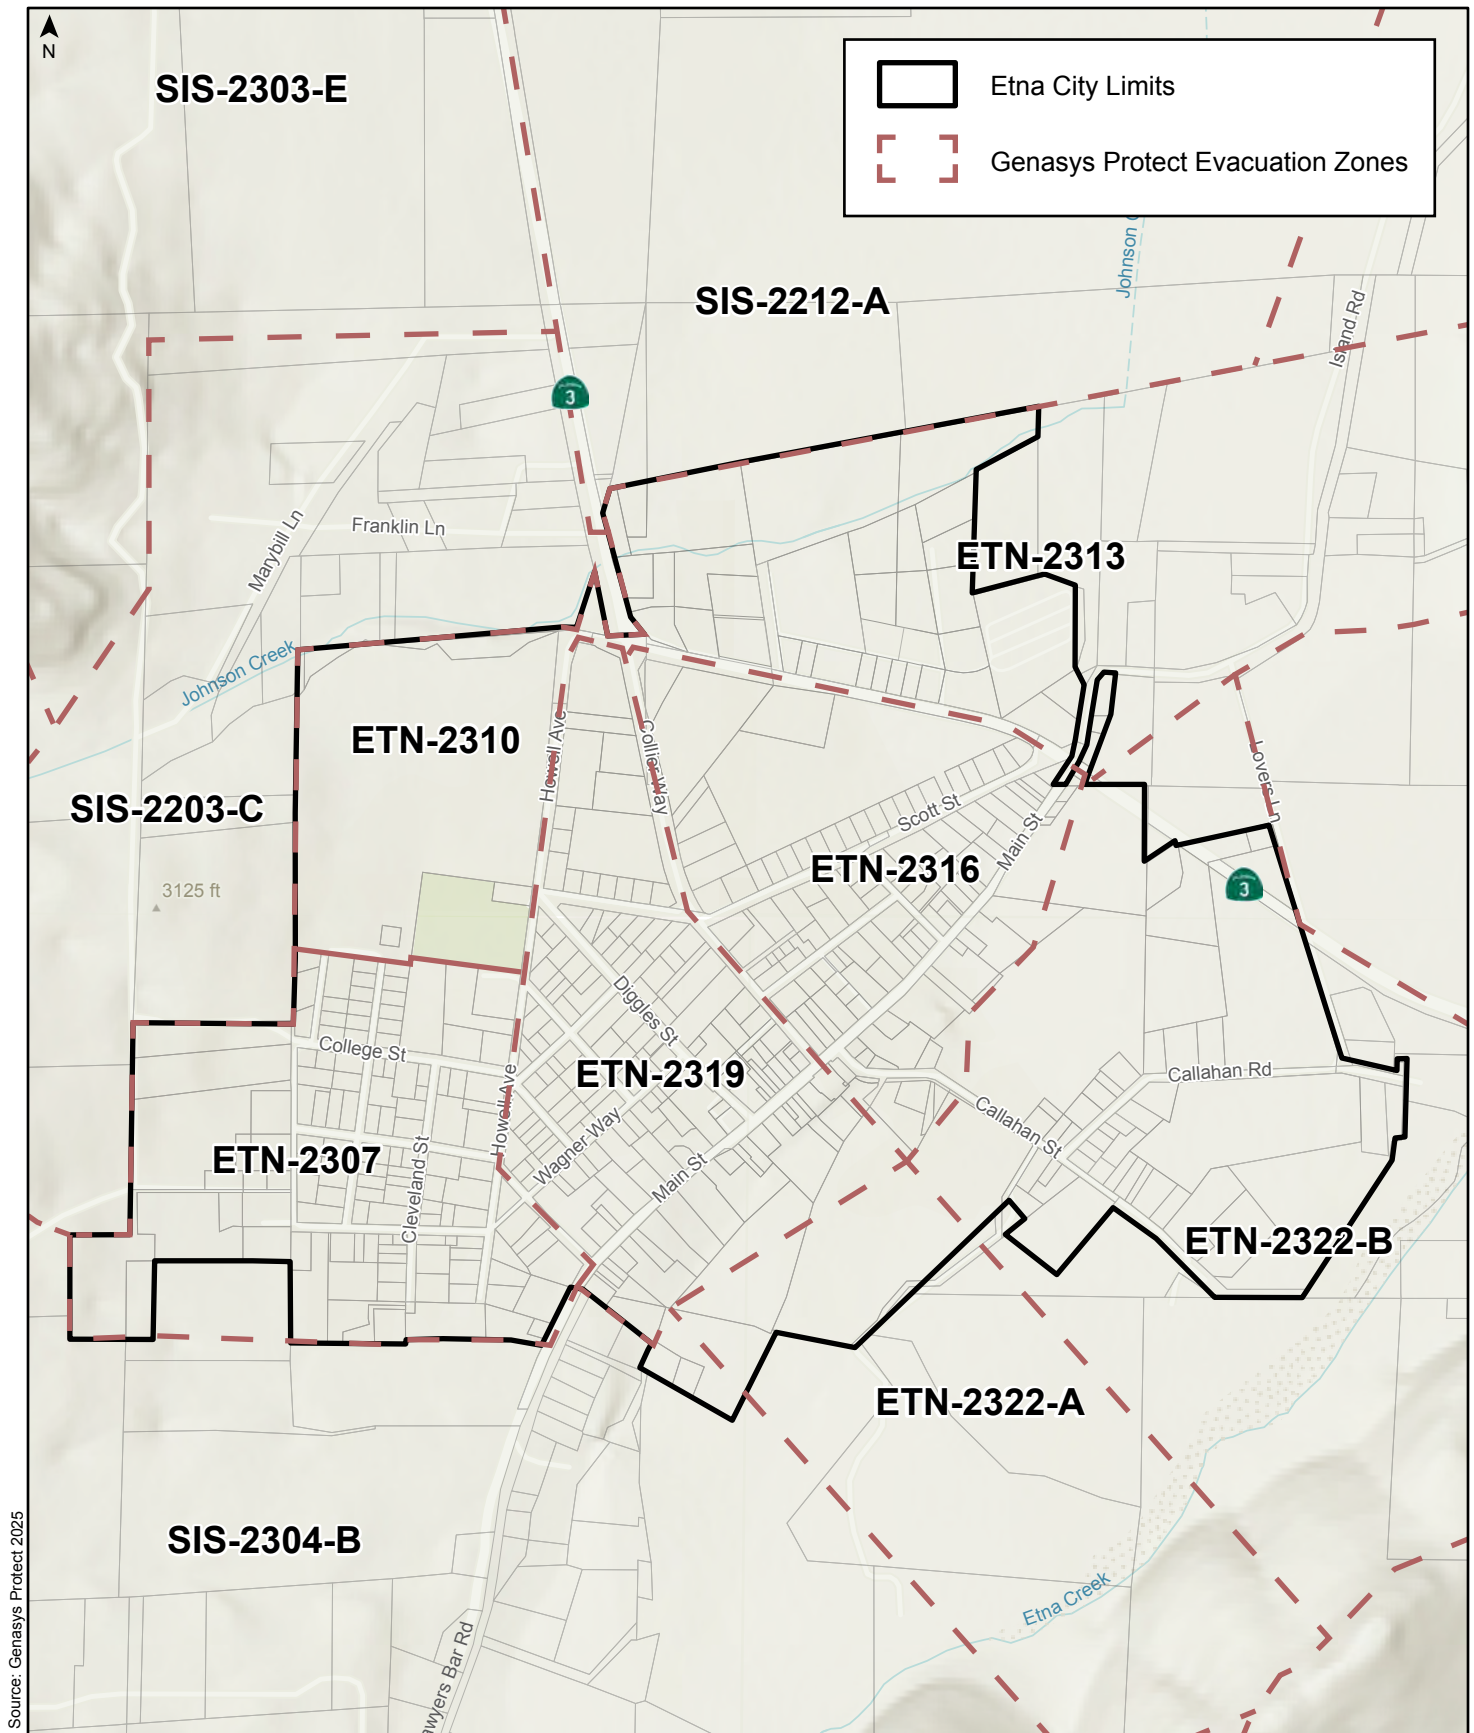 N
SIS-2303-E
Etna City Limits
Genasys Protect Evacuation Zones
Johnson C
SIS-2212-A
Island Rd
3
Franklin Ln
Marybill Ln
ETN-2313
Johnson Creek
ETN-2310
Howell Ave
Collier Way
Lovers Ln
SIS-2203-C
Scott St
Main St
ETN-2316
3
3125 ft
Diggles St
College St
ETN-2319
Callahan Rd
Howell Ave
Callahan St
Wagner Way
ETN-2307
Cleveland St
Main St
ETN-2322-B
ETN-2322-A
SIS-2304-B
Etna Creek
awyers Bar Rd
Source: Genasys Protect 2025